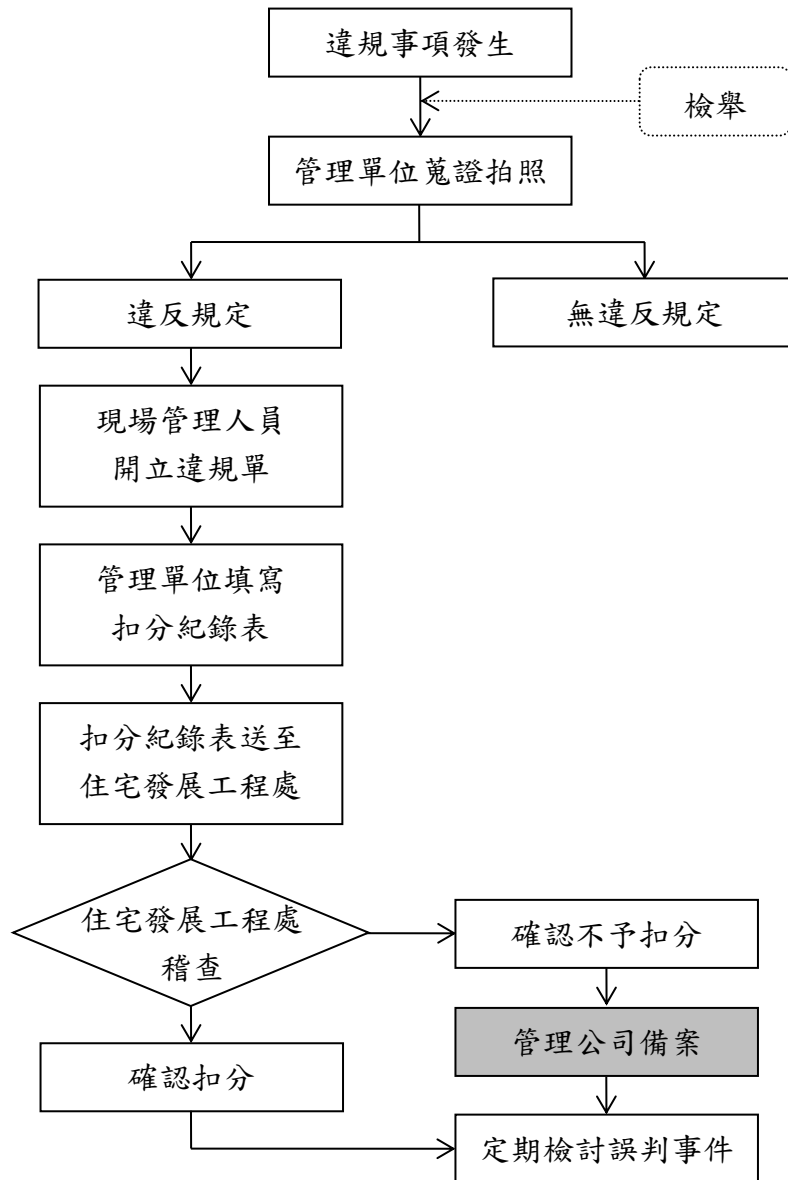 違規事項發生
檢舉
管理單位蒐證拍照
違反規定
無違反規定
現場管理人員
開立違規單
管理單位填寫
扣分紀錄表
扣分紀錄表送至
住宅發展工程處
住宅發展工程處
稽查
確認不予扣分
管理公司備案
確認扣分
定期檢討誤判事件